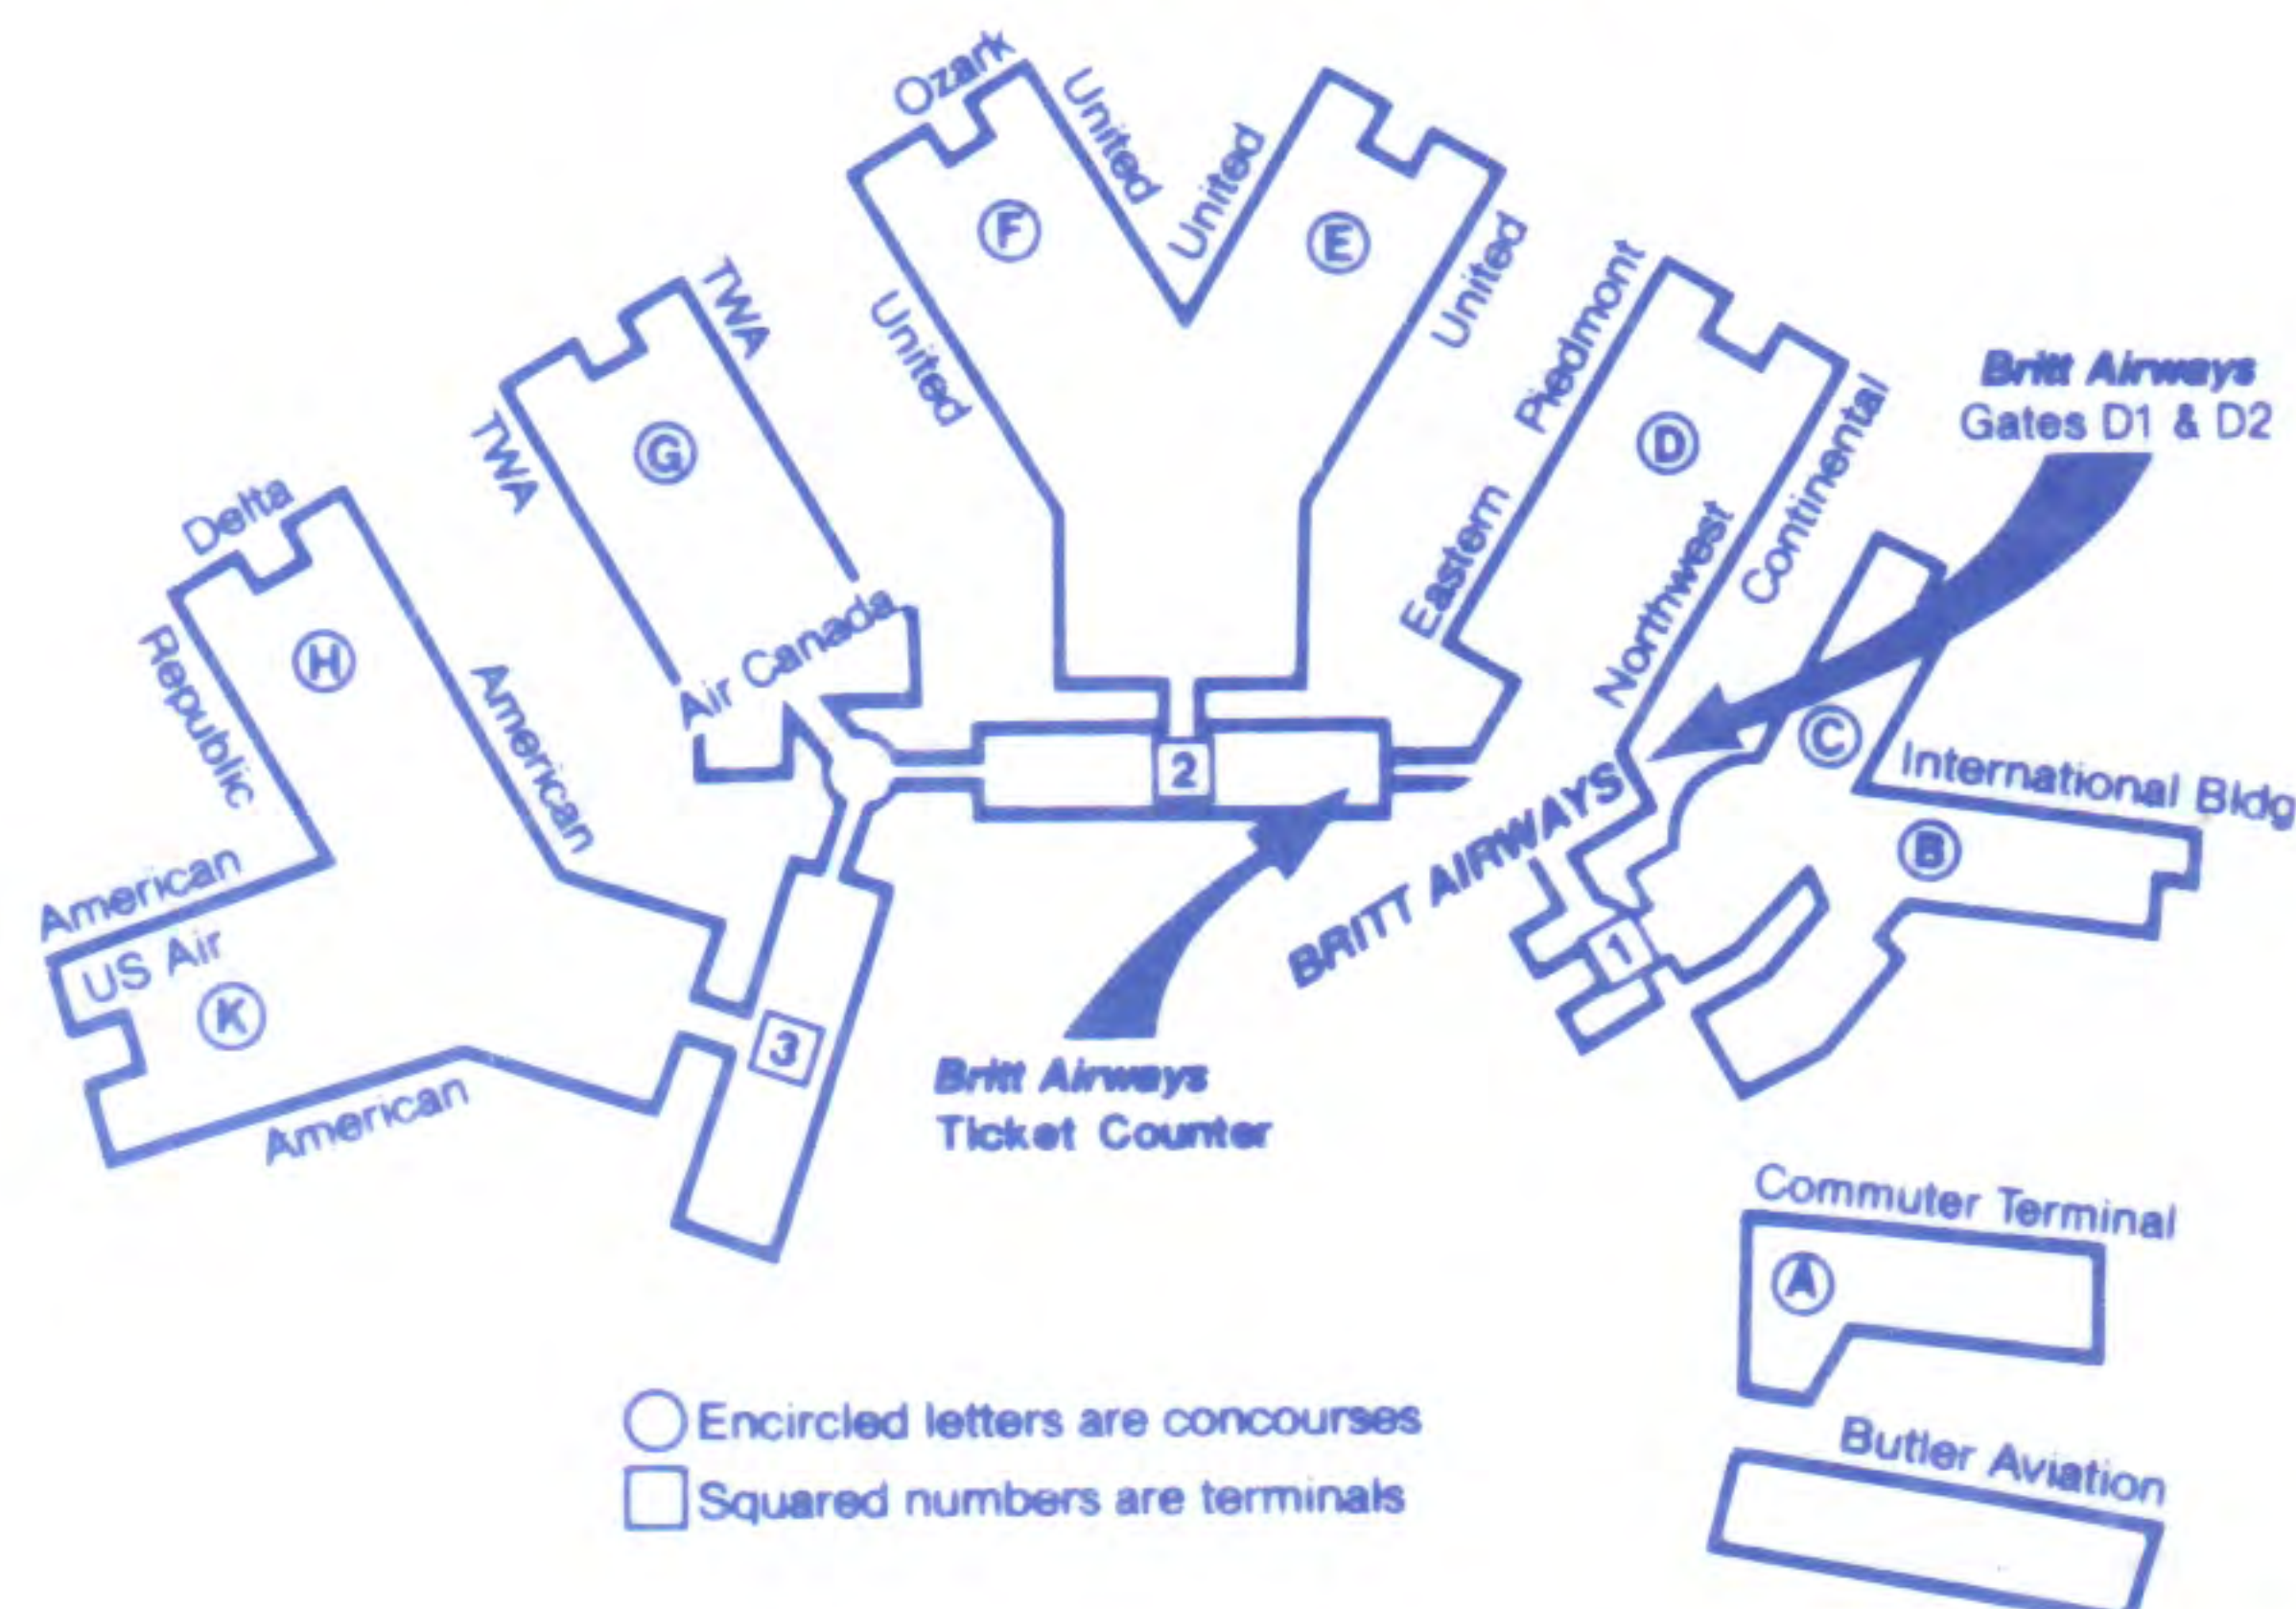 Ozark
United
United
United
United
F
E
TWA
TWA
G
Air Canada
Piedmont
Eastern
D
Northwest
Continental
Britt Airways
Gates D1 & D2
Delta
Republic
H
American
American
US Air
K
American
2
BRITT AIRWAYS
C
International Bldg
B
1
3
Britt Airways
Ticket Counter
Commuter Terminal
A
Butler Aviation
Encircled letters are concourses
Squared numbers are terminals